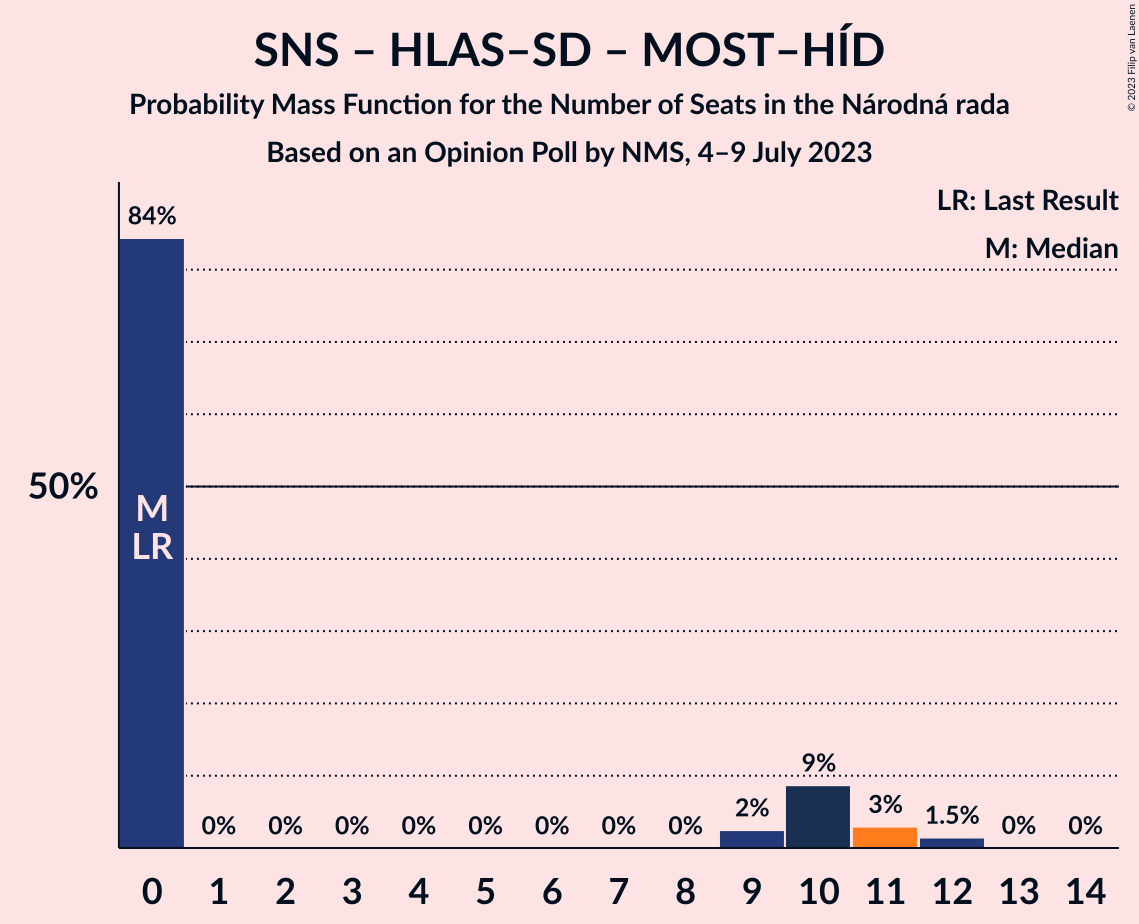 SNS – HLAS–SD – MOST–HÍD
Probability Mass Function for the Number of Seats in the Národná rada
Based on an Opinion Poll by NMS, 4–9 July 2023
© 2023 Filip van Laenen
LR: Last Result
M: Median
84%
50%
M
LR
0% 0% 0% 0% 0% 0% 0% 0% 2% 9% 3% 1.5% 0% 0%
0 1 2 3 4 5 6 7 8 9 10 11 12 13 14